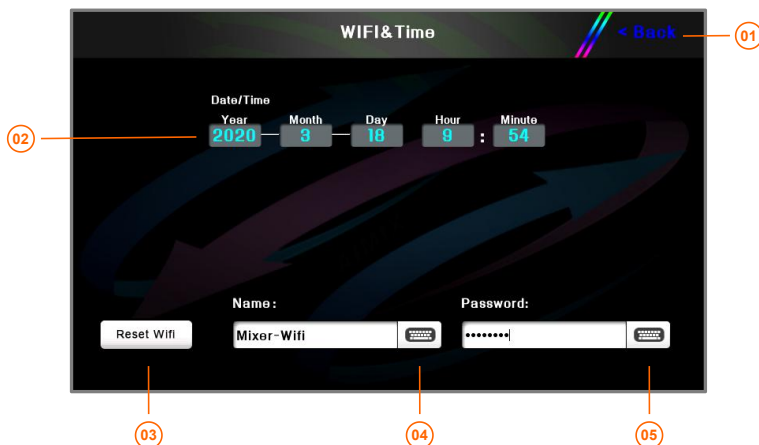 WIFI&Time
< Back
01
Date/Time
Year Month Day Hour Minute
02
2020 — 3 — 18 9 : 54
Name: Password:
Reset Wifi Mixer-Wifi ••••••••
03 04 05